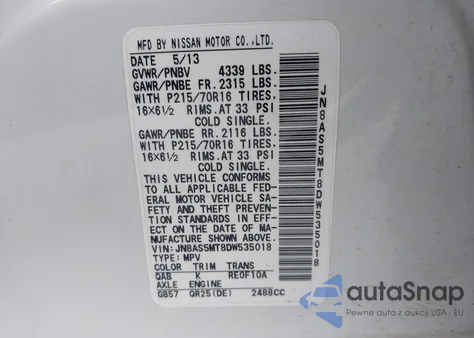 MFD BY NISSAN MOTOR CO.,LTD.
DATE 5/13
GVWR/PNBV 4339 LBS.
GAWR/PNBE FR. 2315 LBS.
WITH P215/70R16 TIRES,
16X6½ RIMS.AT 33 PSI
COLD SINGLE.
GAWR/PNBE RR. 2116 LBS.
WITH P215/70R16 TIRES,
16X6½ RIMS.AT 33 PSI
COLD SINGLE.
THIS VEHICLE CONFORMS
TO ALL APPLICABLE FED-
ERAL MOTOR VEHICLE SA-
FETY AND THEFT PREVEN-
TION STANDARDS IN EFF-
ECT ON THE DATE OF MA-
NUFACTURE SHOWN ABOVE.
VIN: JN8AS5MT8DW535018
TYPE: MPV
COLOR TRIM TRANS
QAB K RE0F10A
AXLE ENGINE
GB57 QR25(DE) 2488CC
JN8AS5MT8DW535018
autoSnap
Pewne auta z dostawą z USA - EU